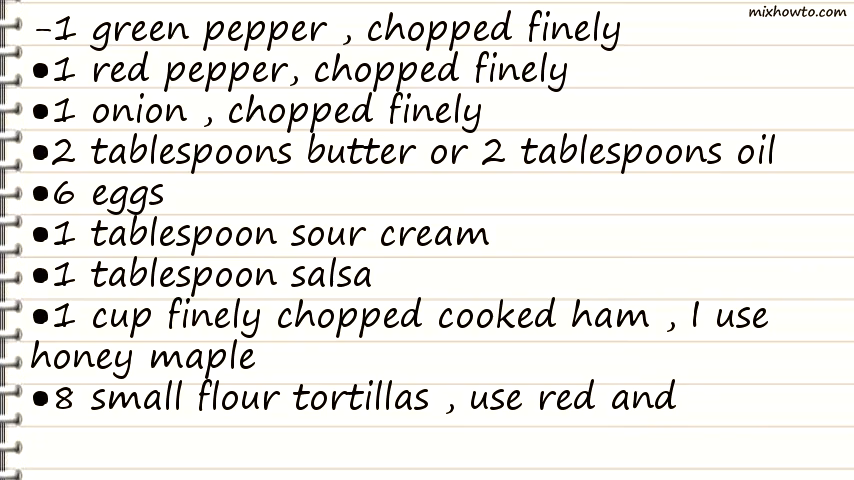 mixhowto.com
-1 green pepper , chopped finely
●1 red pepper, chopped finely
●1 onion , chopped finely
●2 tablespoons butter or 2 tablespoons oil
●6 eggs
●1 tablespoon sour cream
●1 tablespoon salsa
●1 cup finely chopped cooked ham , I use
honey maple
●8 small flour tortillas , use red and